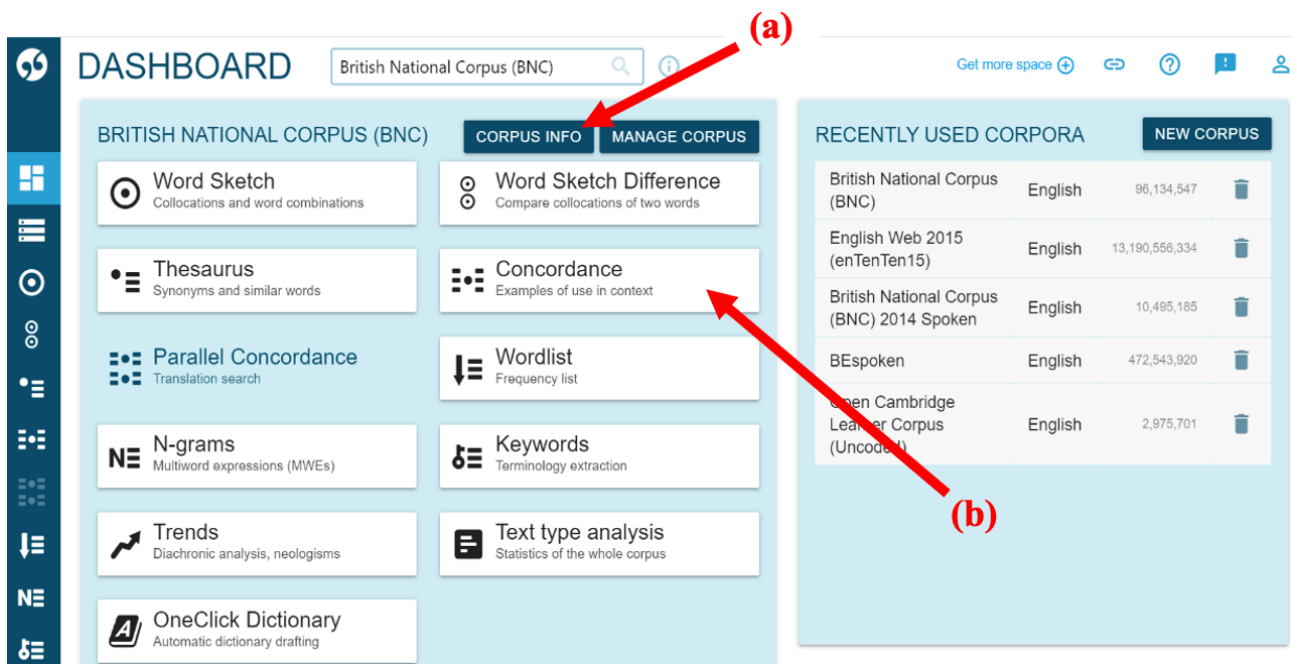 (a)
DASHBOARD
British National Corpus (BNC)
Get more space
BRITISH NATIONAL CORPUS (BNC)
CORPUS INFO
MANAGE CORPUS
Word Sketch
Collocations and word combinations
Word Sketch Difference
Compare collocations of two words
Thesaurus
Synonyms and similar words
Concordance
Examples of use in context
Parallel Concordance
Translation search
Wordlist
Frequency list
N-grams
Multiword expressions (MWEs)
Keywords
Terminology extraction
Trends
Diachronic analysis, neologisms
Text type analysis
Statistics of the whole corpus
OneClick Dictionary
Automatic dictionary drafting
RECENTLY USED CORPORA
NEW CORPUS
British National Corpus
(BNC)
English
96,134,547
English Web 2015
(enTenTen15)
English
13,190,556,334
British National Corpus
(BNC) 2014 Spoken
English
10,495,185
BEspoken
English
472,543,920
Open Cambridge
Learner Corpus
(Uncoded)
English
2,975,701
(b)